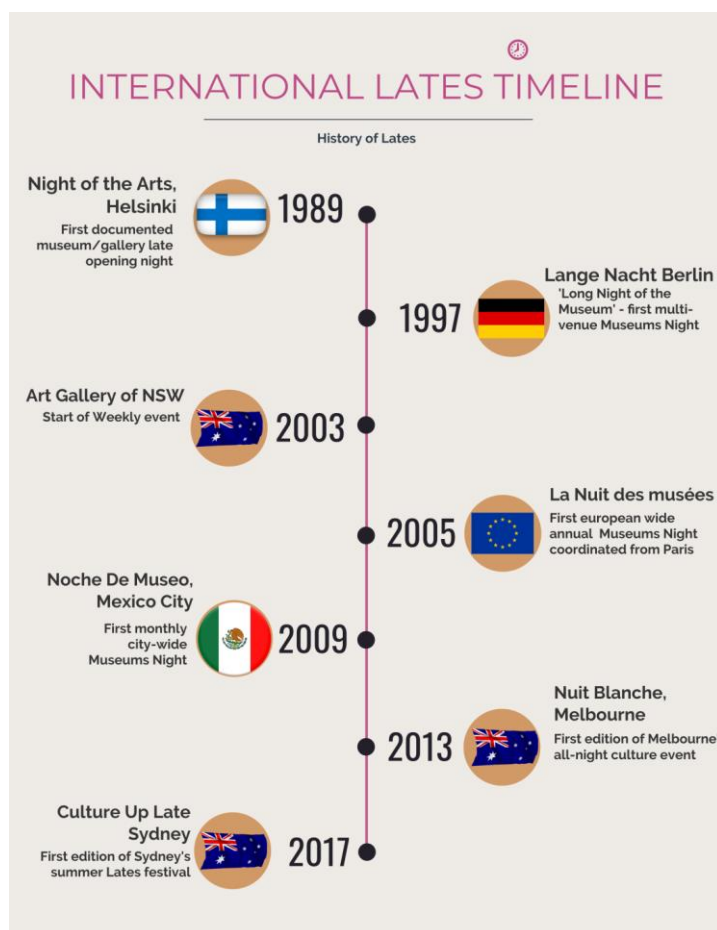 INTERNATIONAL LATES TIMELINE
History of Lates
Night of the Arts,
Helsinki
First documented
museum/gallery late
opening night
1989
Lange Nacht Berlin
'Long Night of the
Museum' - first multi-
venue Museums Night
1997
Art Gallery of NSW
Start of Weekly event
2003
La Nuit des musées
First european wide
annual Museums Night
coordinated from Paris
2005
Noche De Museo,
Mexico City
First monthly
city-wide
Museums Night
2009
Nuit Blanche,
Melbourne
First edition of Melbourne
all-night culture event
2013
Culture Up Late
Sydney
First edition of Sydney's
summer Lates festival
2017